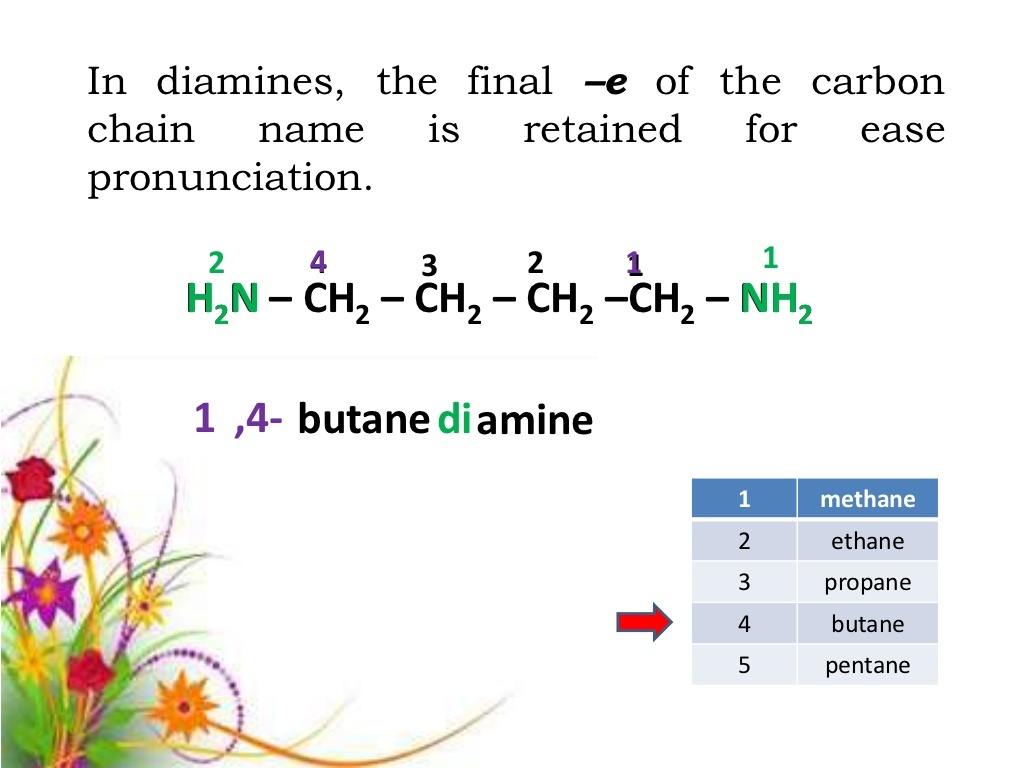 In diamines, the final –e of the carbon
chain name is retained for ease
pronunciation.
2 4 3 2 1 1
H₂N – CH₂ – CH₂ – CH₂ –CH₂ – NH₂
1 ,4- butane di amine
1 methane
2 ethane
3 propane
4 butane
5 pentane